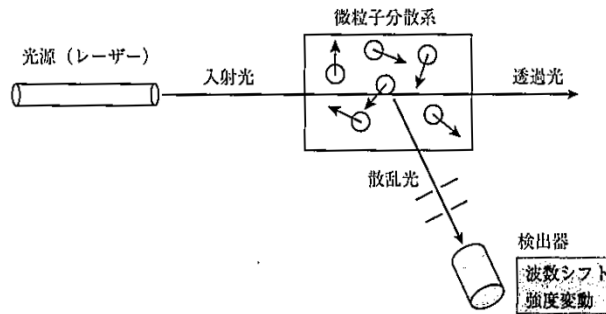 微粒子分散系
光源（レーザー）
入射光
透過光
散乱光
検出器
波数シフト
強度変動